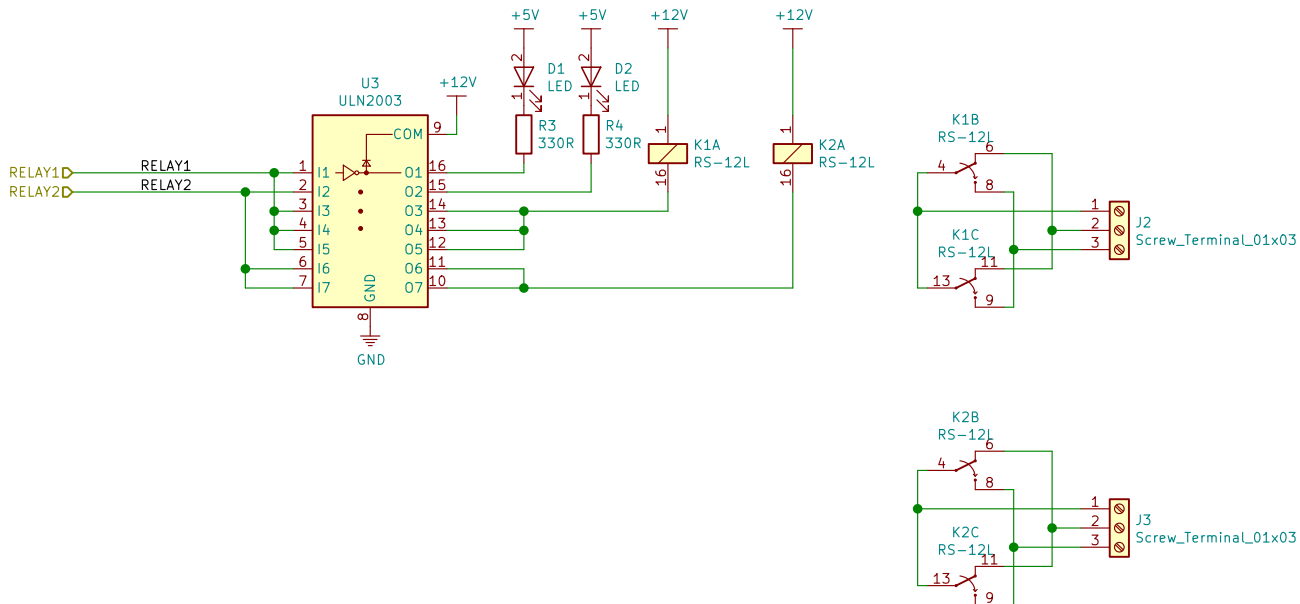 +5V
+5V
+12V
+12V
2
2
D1
LED
D2
LED
1
1
U3
ULN2003
+12V
COM
9
R3
330R
R4
330R
1
K1A
RS-12L
16
1
K2A
RS-12L
16
RELAY1
RELAY1
1
I1
O1
16
RELAY2
RELAY2
2
I2
O2
15
3
I3
O3
14
4
I4
O4
13
5
I5
O5
12
6
I6
O6
11
7
I7
O7
10
GND
8
GND
K1B
RS-12L
6
4
8
K1C
RS-12L
11
13
9
1
2
3
J2
Screw_Terminal_01x03
K2B
RS-12L
6
4
8
K2C
RS-12L
11
13
9
1
2
3
J3
Screw_Terminal_01x03